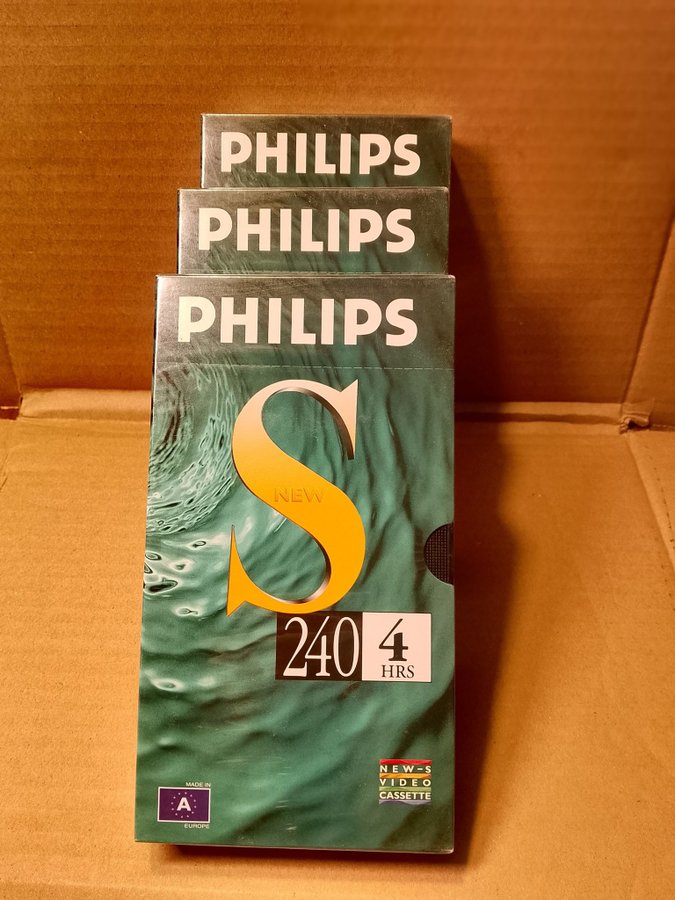 PHILIPS
PHILIPS
PHILIPS
S
NEW
240 4
HRS
NEW-S
VIDEO
CASSETTE
MADE IN
A
EUROPE